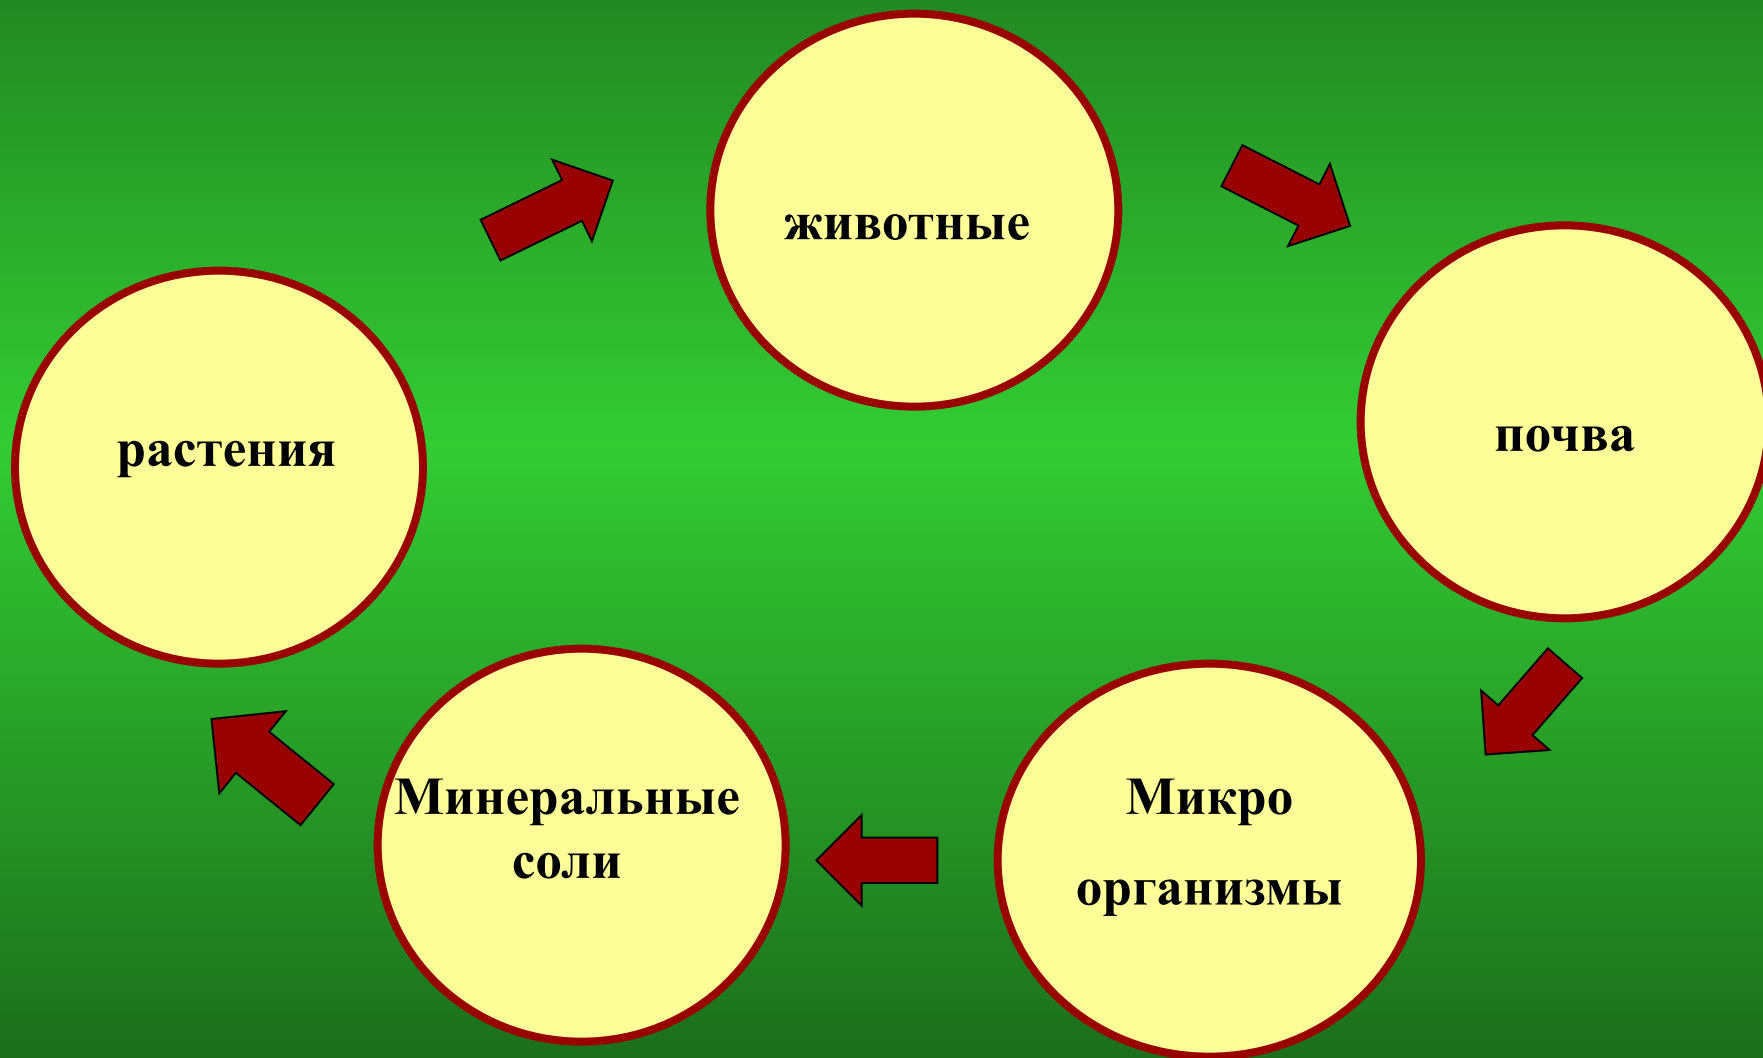 животные
почва
растения
Минеральные
соли
Микро
организмы